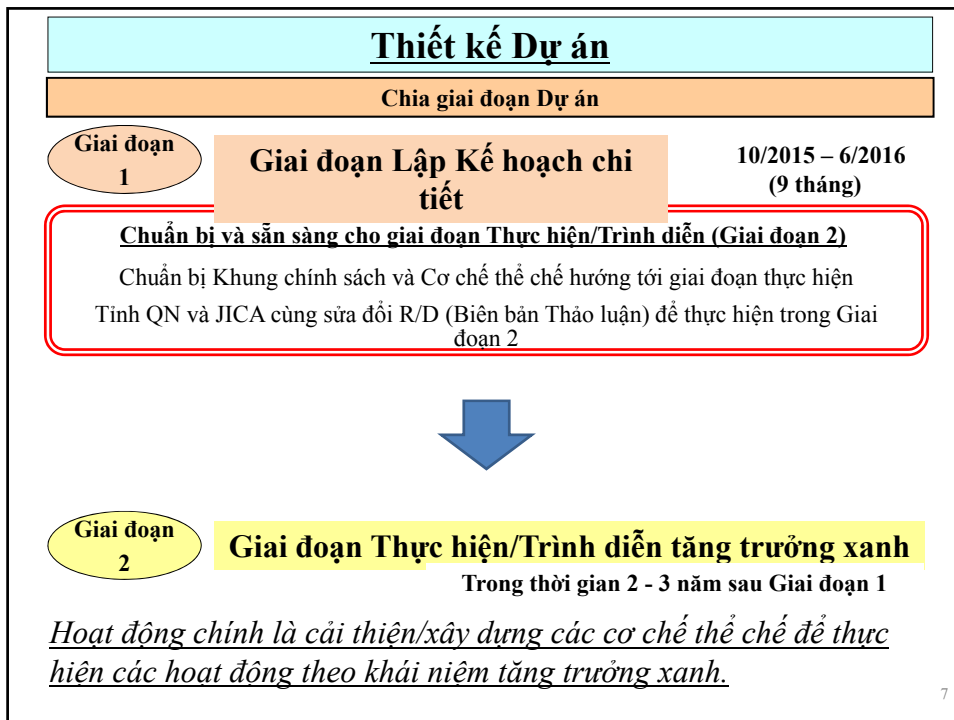 Thiết kế Dự án
Chia giai đoạn Dự án
Giai đoạn
1
Giai đoạn Lập Kế hoạch chi
tiết
10/2015 – 6/2016
(9 tháng)
Chuẩn bị và sẵn sàng cho giai đoạn Thực hiện/Trình diễn (Giai đoạn 2)
Chuẩn bị Khung chính sách và Cơ chế thể chế hướng tới giai đoạn thực hiện
Tỉnh QN và JICA cùng sửa đổi R/D (Biên bản Thảo luận) để thực hiện trong Giai
đoạn 2
Giai đoạn
2
Giai đoạn Thực hiện/Trình diễn tăng trưởng xanh
Trong thời gian 2 - 3 năm sau Giai đoạn 1
Hoạt động chính là cải thiện/xây dựng các cơ chế thể chế để thực
hiện các hoạt động theo khái niệm tăng trưởng xanh.
7